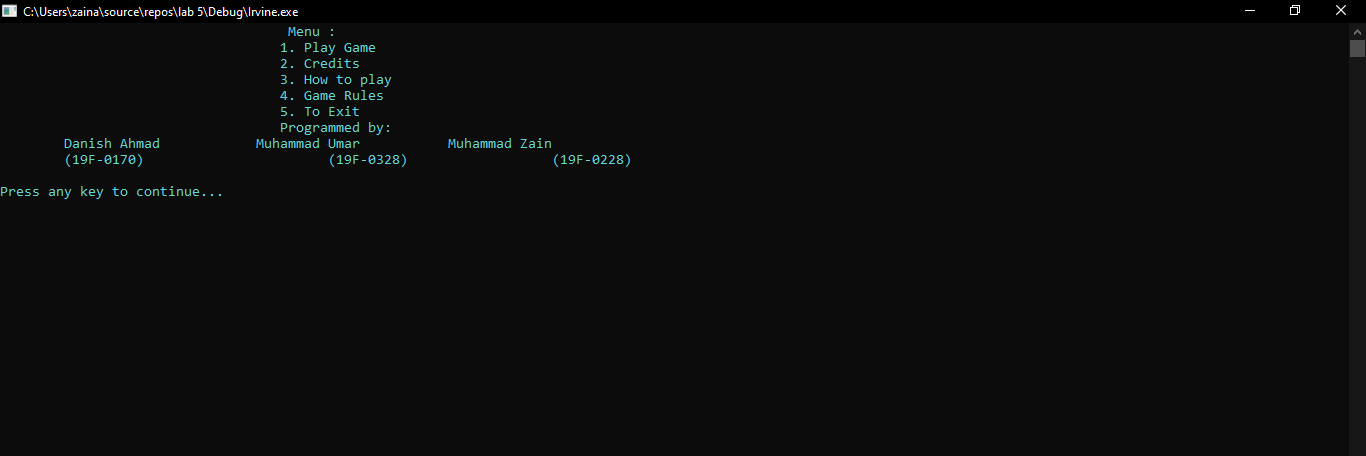 C:\Users\zaina\source\repos\lab 5\Debug\Irvine.exe
Menu :
1. Play Game
2. Credits
3. How to play
4. Game Rules
5. To Exit
Programmed by:
Danish Ahmad Muhammad Umar Muhammad Zain
(19F-0170) (19F-0328) (19F-0228)
Press any key to continue...